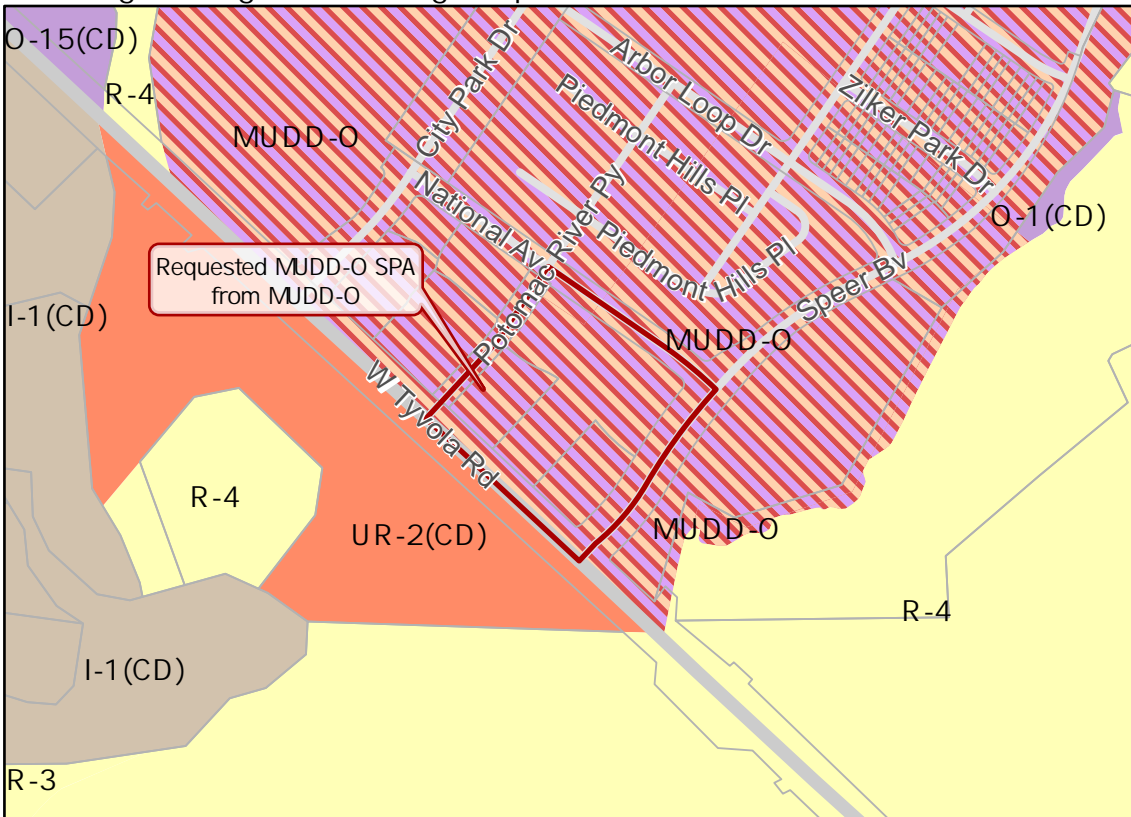 O-15(CD)
R-4
MUDD-O
City Park Dr
Arbor Loop Dr
Piedmont Hills Pl
Zilker Park Dr
National Av
Potomac River Py
O-1(CD)
Piedmont Hills Pl
Speer Bv
Requested MUDD-O SPA
from MUDD-O
I-1(CD)
MUDD-O
W Tyvola Rd
R-4
UR-2(CD)
MUDD-O
R-4
I-1(CD)
R-3